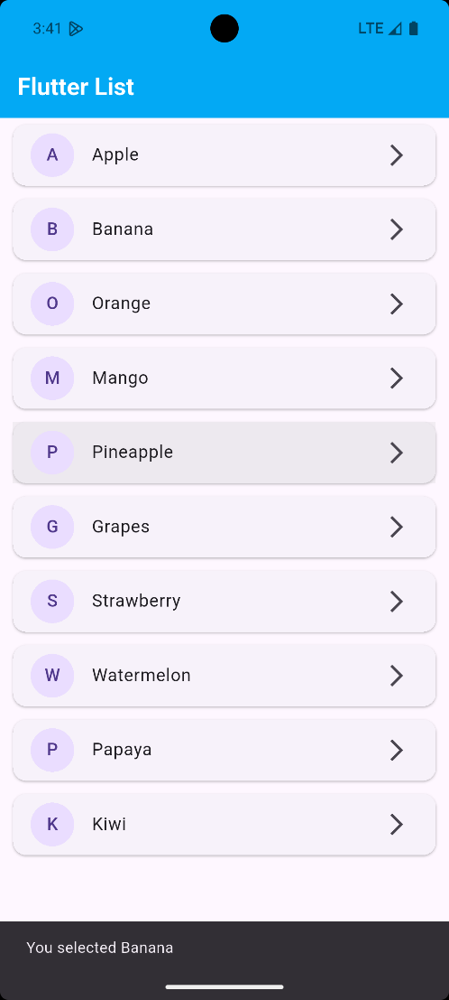 3:41
LTE
Flutter List
A Apple
B Banana
O Orange
M Mango
P Pineapple
G Grapes
S Strawberry
W Watermelon
P Papaya
K Kiwi
You selected Banana